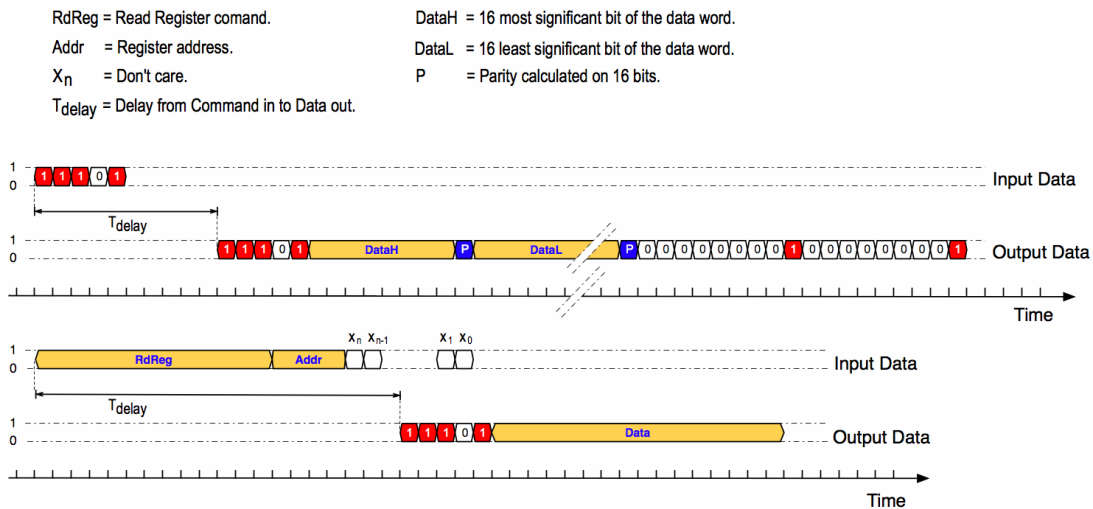 RdReg = Read Register comand.
DataH = 16 most significant bit of the data word.
Addr = Register address.
DataL = 16 least significant bit of the data word.
Xn = Don't care.
P = Parity calculated on 16 bits.
Tdelay = Delay from Command in to Data out.
1
0
1 1 1 0 1
Input Data
Tdelay
1
0
1 1 1 0 1 DataH P DataL P 0 0 0 0 0 0 0 0 1 0 0 0 0 0 0 0 0 1
Output Data
Time
Xn Xn-1 X1 X0
1
0
RdReg Addr
Input Data
Tdelay
1
0
1 1 1 0 1 Data
Output Data
Time